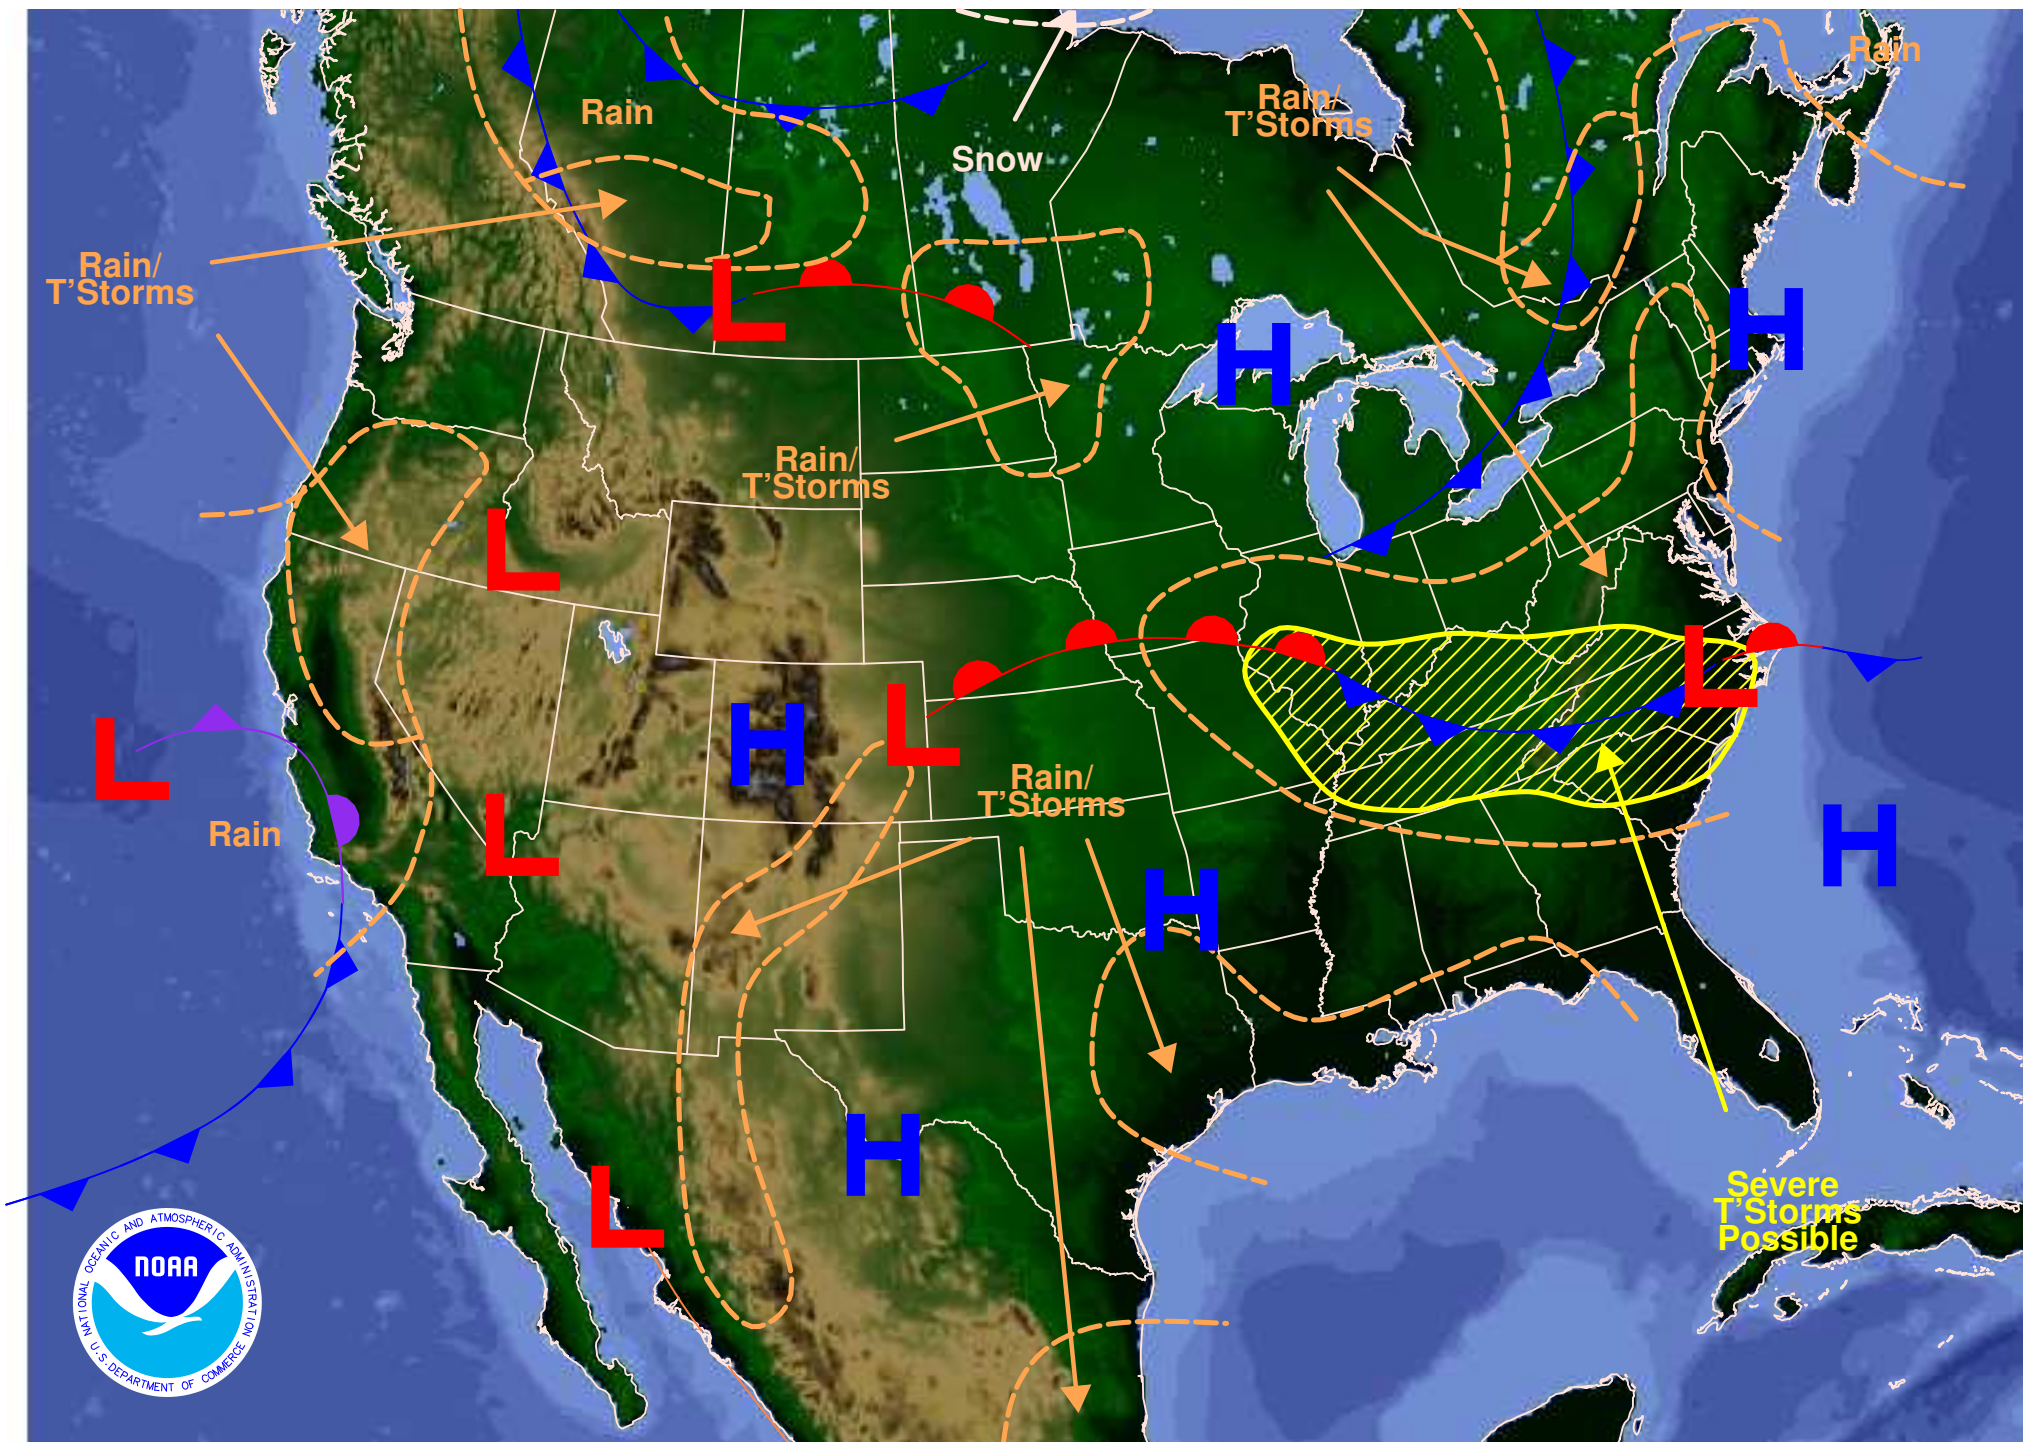 Rain
Rain
Rain/
T'Storms
Snow
Rain/
T'Storms
L
H
H
Rain/
T'Storms
L
L
H
L
L
Rain
Rain/
T'Storms
L
H
H
H
L
Severe
T'Storms
Possible
NATIONAL OCEANIC AND ATMOSPHERIC ADMINISTRATION
NOAA
U.S. DEPARTMENT OF COMMERCE